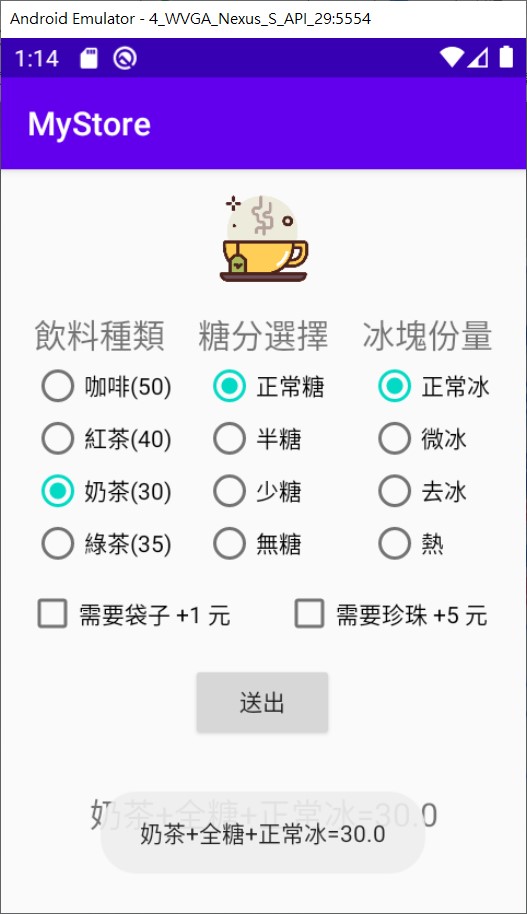 Android Emulator - 4_WVGA_Nexus_S_API_29:5554
1:14
MyStore
飲料種類 糖分選擇 冰塊份量
咖啡(50) 正常糖 正常冰
紅茶(40) 半糖 微冰
奶茶(30) 少糖 去冰
綠茶(35) 無糖 熱
需要袋子 +1 元 需要珍珠 +5 元
送出
奶茶+全糖+正常冰=30.0
奶茶+全糖+正常冰=30.0